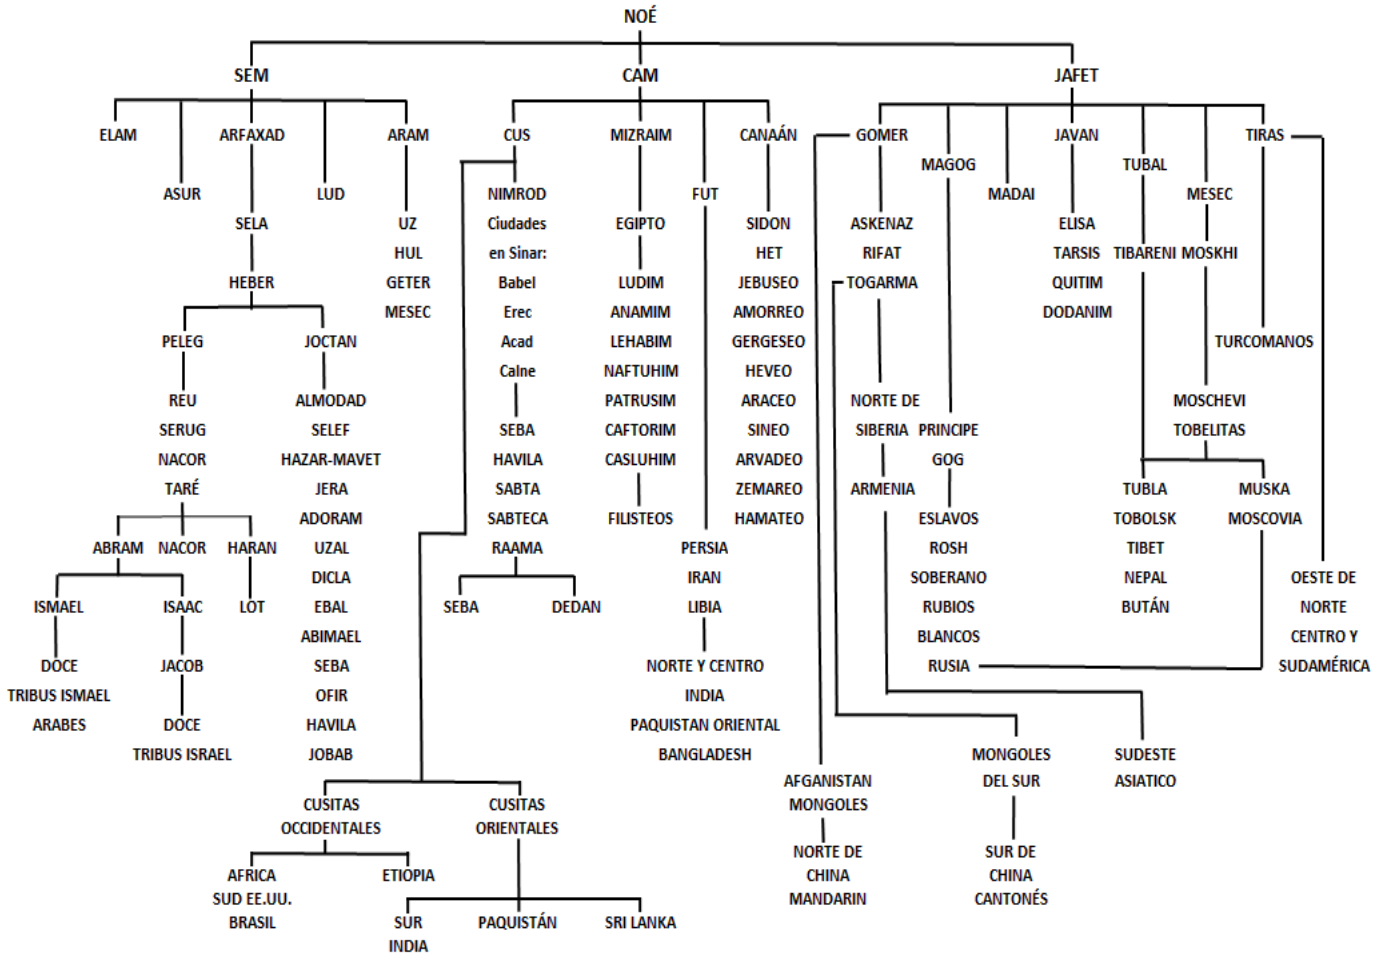 NOÉ
SEM
CAM
JAFET
ELAM
ASUR
ARFAXAD
LUD
ARAM
SELA
HEBER
UZ
HUL
GETER
MESEC
PELEG
JOCTAN
REU
SERUG
NACOR
TARÉ
ABRAM
NACOR
HARAN
ISMAEL
ISAAC
LOT
DOCE
TRIBUS ISMAEL
ARABES
JACOB
DOCE
TRIBUS ISRAEL
ALMODAD
SELEF
HAZAR-MAVET
JERA
ADORAM
UZAL
DICLA
EBAL
ABIMAEL
SEBA
OFIR
HAVILA
JOBAB
CUS
MIZRAIM
FUT
CANAÁN
NIMROD
Ciudades
en Sinar:
Babel
Erec
Acad
Calne
SEBA
HAVILA
SABTA
SABTECA
RAAMA
SEBA
DEDAN
CUSITAS
OCCIDENTALES
CUSITAS
ORIENTALES
AFRICA
SUD EE.UU.
BRASIL
ETIOPIA
SUR
INDIA
PAQUISTÁN
SRI LANKA
EGIPTO
LUDIM
ANAMIM
LEHABIM
NAFTUHIM
PATRUSIM
CAFTORIM
CASLUHIM
FILISTEOS
PERSIA
IRAN
LIBIA
NORTE Y CENTRO
INDIA
PAQUISTAN ORIENTAL
BANGLADESH
SIDON
HET
JEBUSEO
AMORREO
GERGESEO
HEVEO
ARACEO
SINEO
ARVADEO
ZEMAREO
HAMATEO
GOMER
MAGOG
MADAI
JAVAN
TUBAL
MESEC
TIRAS
ASKENAZ
RIFAT
TOGARMA
NORTE DE
SIBERIA
ARMENIA
PRINCIPE
GOG
ESLAVOS
ROSH
SOBERANO
RUBIOS
BLANCOS
RUSIA
ELISA
TARSIS
QUITIM
DODANIM
TIBARENI
MOSKHI
TURCOMANOS
MOSCHEVI
TOBELITAS
TUBLA
TOBOLSK
TIBET
NEPAL
BUTÁN
MUSKA
MOSCOVIA
OESTE DE
NORTE
CENTRO Y
SUDAMÉRICA
AFGANISTAN
MONGOLES
NORTE DE
CHINA
MANDARIN
MONGOLES
DEL SUR
SUR DE
CHINA
CANTONÉS
SUDESTE
ASIATICO